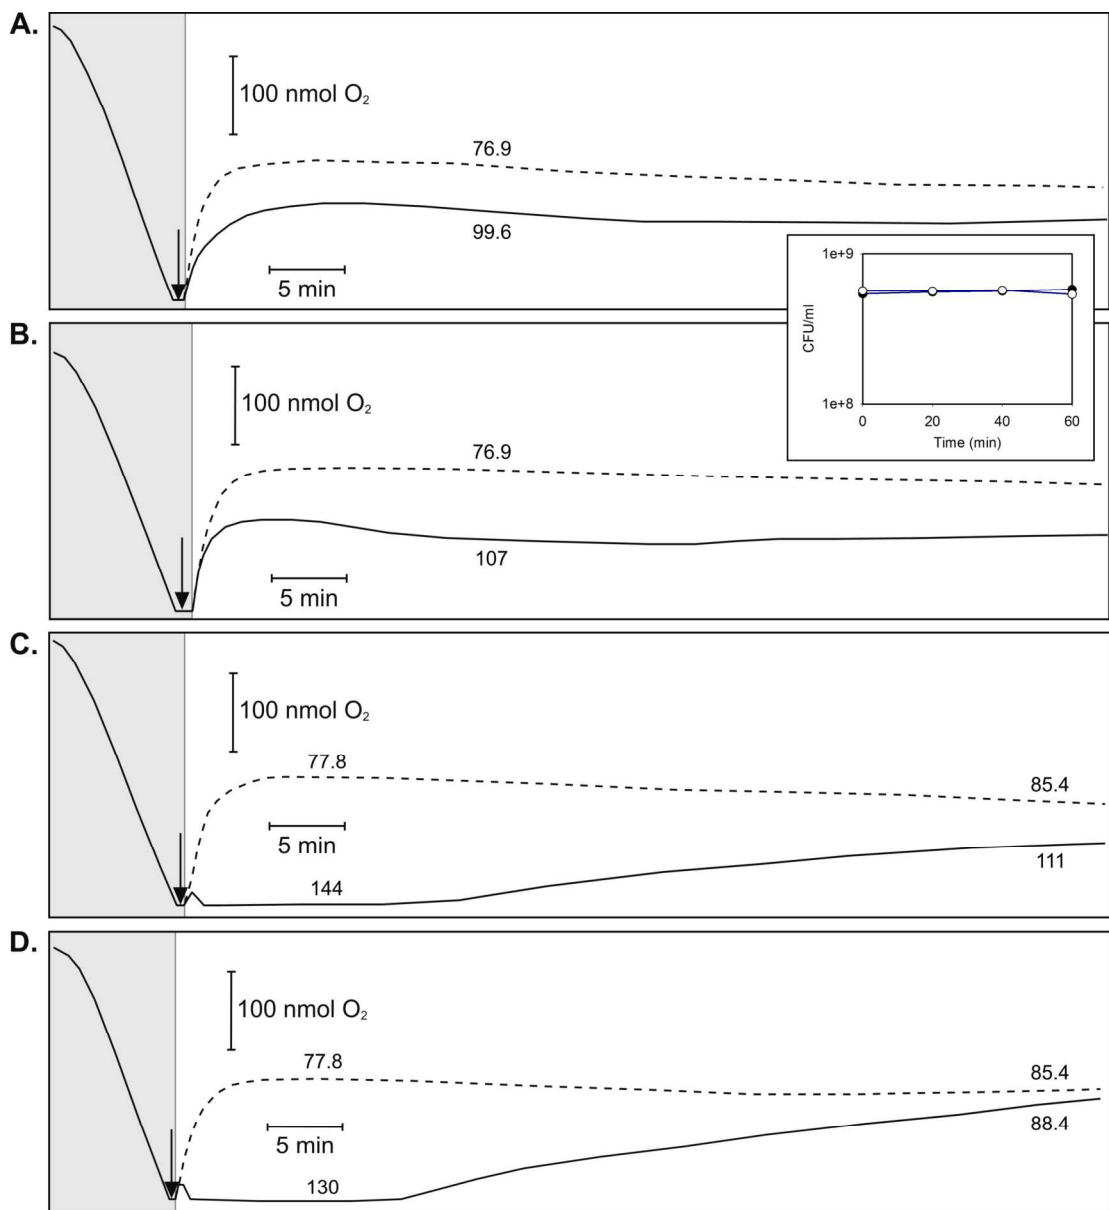 A.
100 nmol O₂
76.9
99.6
5 min
1e+9
CFU/ml
1e+8
0 20 40 60
Time (min)
B.
100 nmol O₂
76.9
107
5 min
C.
100 nmol O₂
77.8
85.4
5 min
144
111
D.
100 nmol O₂
77.8
85.4
5 min
88.4
130